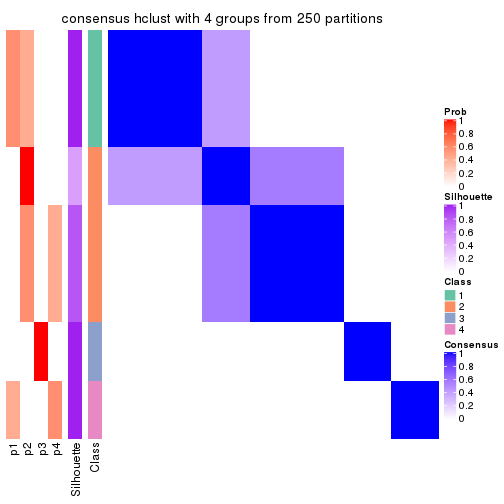 consensus hclust with 4 groups from 250 partitions
Prob
1
0.8
0.6
0.4
0.2
0
Silhouette
1
0.8
0.6
0.4
0.2
0
Class
1
2
3
4
Consensus
1
0.8
0.6
0.4
0.2
0
p1
p2
p3
p4
Silhouette
Class